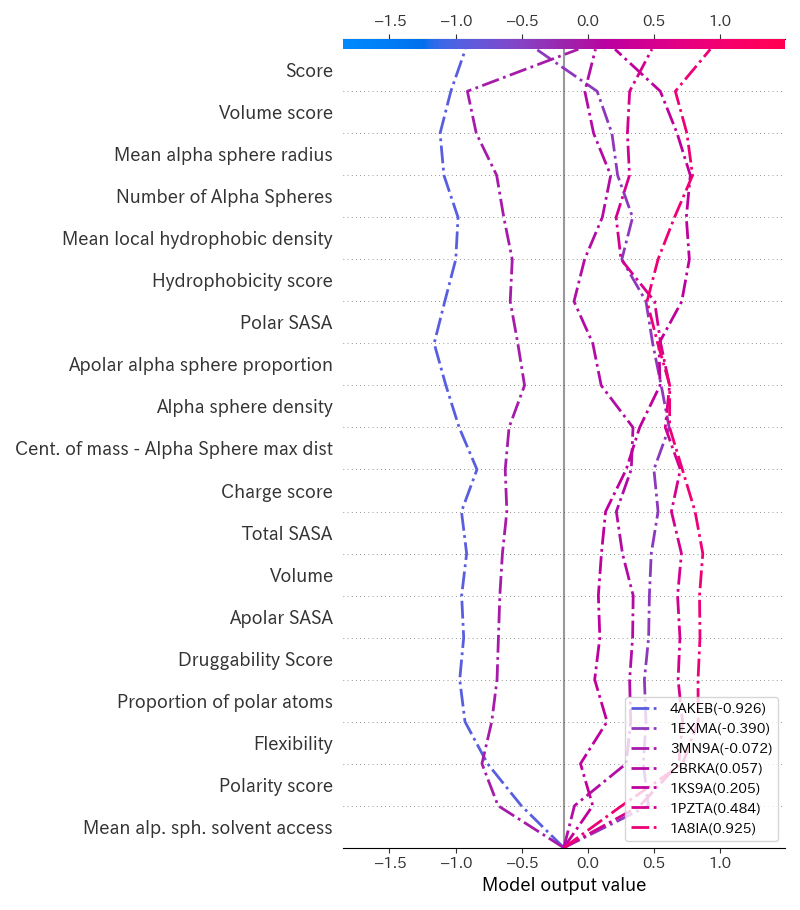 −1.5 −1.0 −0.5 0.0 0.5 1.0
Score
Volume score
Mean alpha sphere radius
Number of Alpha Spheres
Mean local hydrophobic density
Hydrophobicity score
Polar SASA
Apolar alpha sphere proportion
Alpha sphere density
Cent. of mass - Alpha Sphere max dist
Charge score
Total SASA
Volume
Apolar SASA
Druggability Score
Proportion of polar atoms
Flexibility
Polarity score
Mean alp. sph. solvent access
4AKEB(-0.926)
1EXMA(-0.390)
3MN9A(-0.072)
2BRKA(0.057)
1KS9A(0.205)
1PZTA(0.484)
1A8IA(0.925)
−1.5 −1.0 −0.5 0.0 0.5 1.0
Model output value